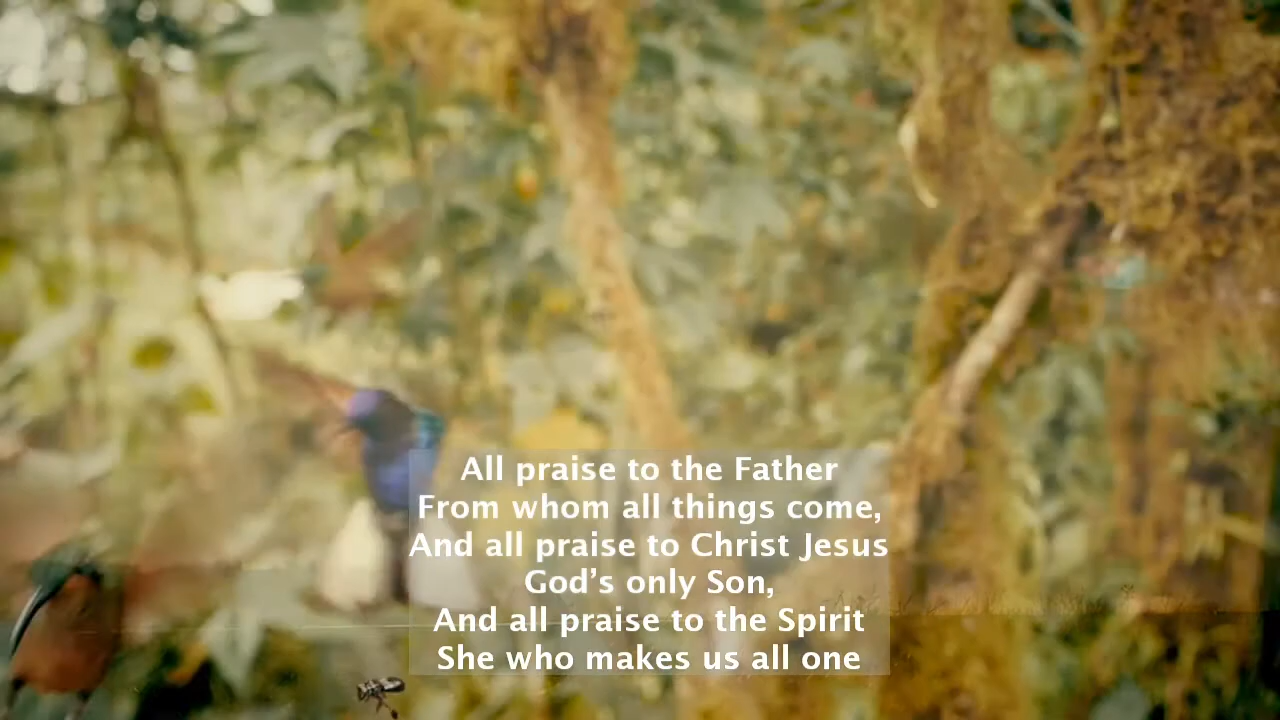 All praise to the Father
From whom all things come,
And all praise to Christ Jesus
God’s only Son,
And all praise to the Spirit
She who makes us all one